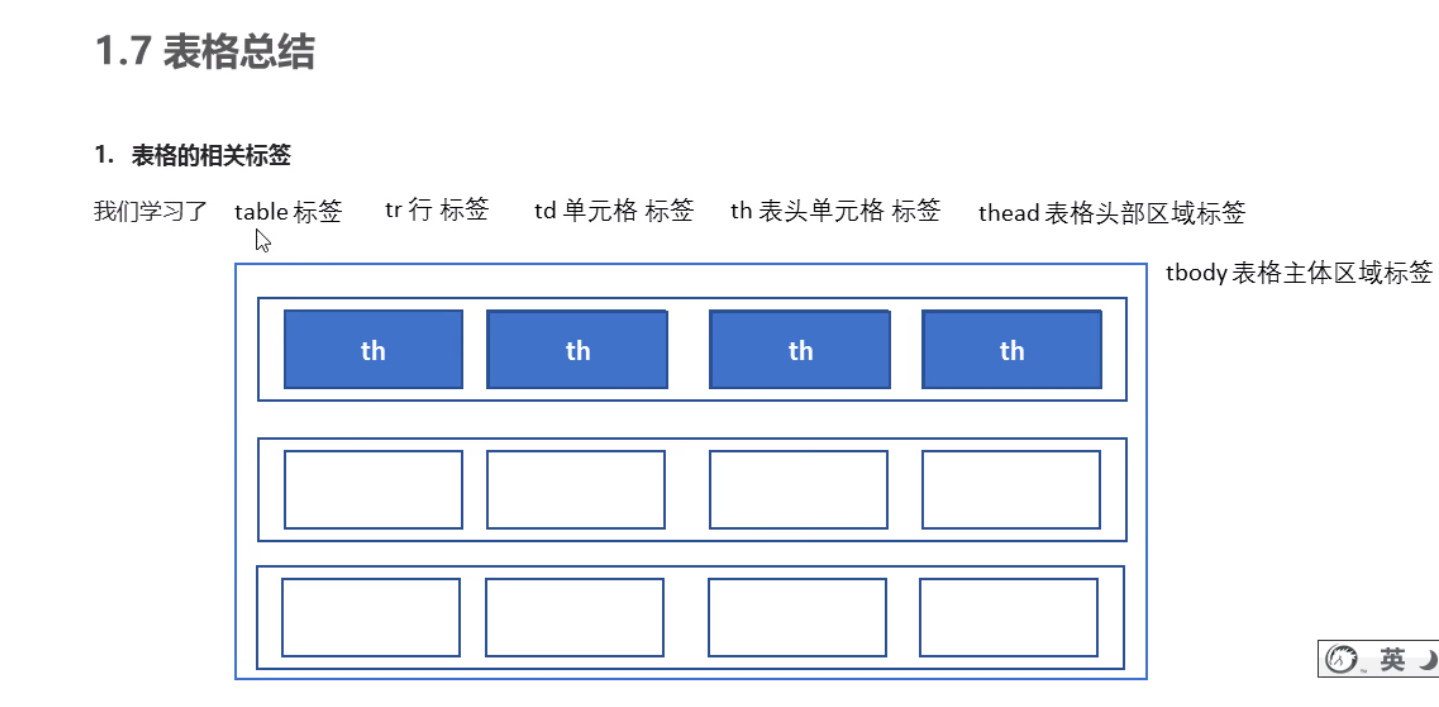 1.7 表格总结
1. 表格的相关标签
我们学习了 table 标签 tr 行 标签 td 单元格 标签 th 表头单元格 标签 thead 表格头部区域标签
tbody 表格主体区域标签
th th th th
英